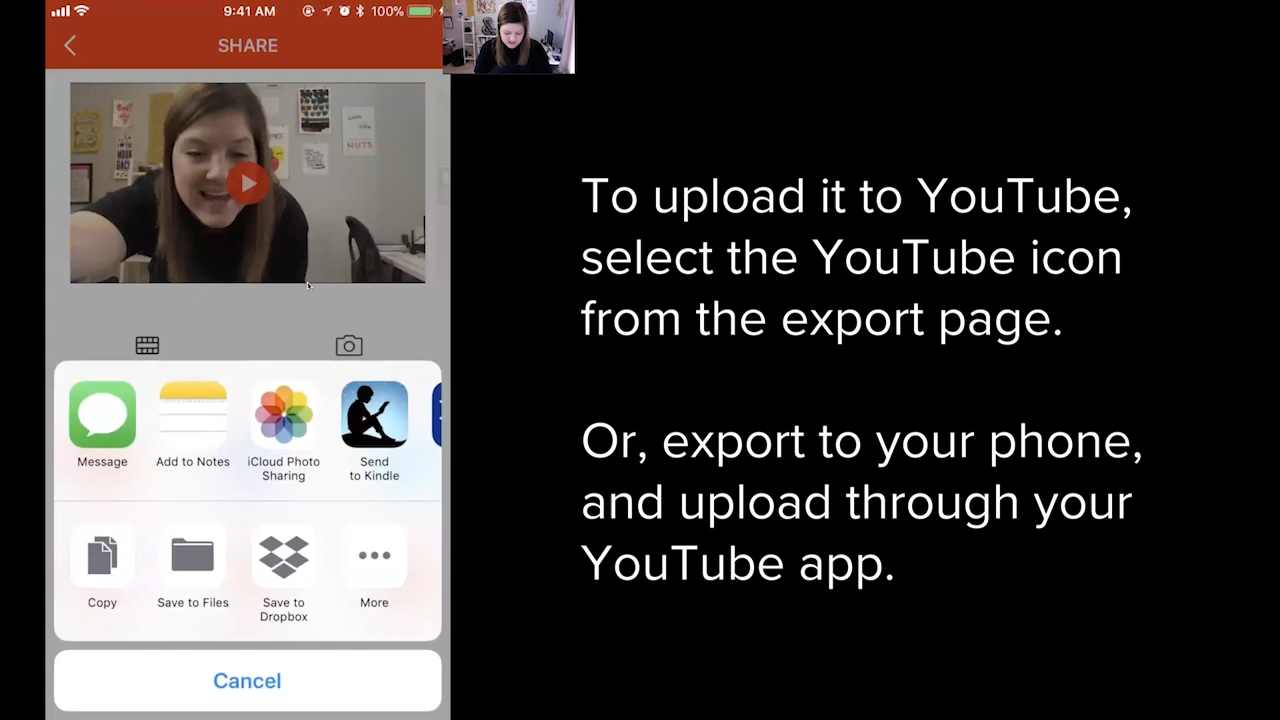 9:41 AM
100%
SHARE
NUTS
To upload it to YouTube,
select the YouTube icon
from the export page.
Or, export to your phone,
and upload through your
YouTube app.
Message
Add to Notes
iCloud Photo
Sharing
Send
to Kindle
Copy
Save to Files
Save to
Dropbox
More
Cancel